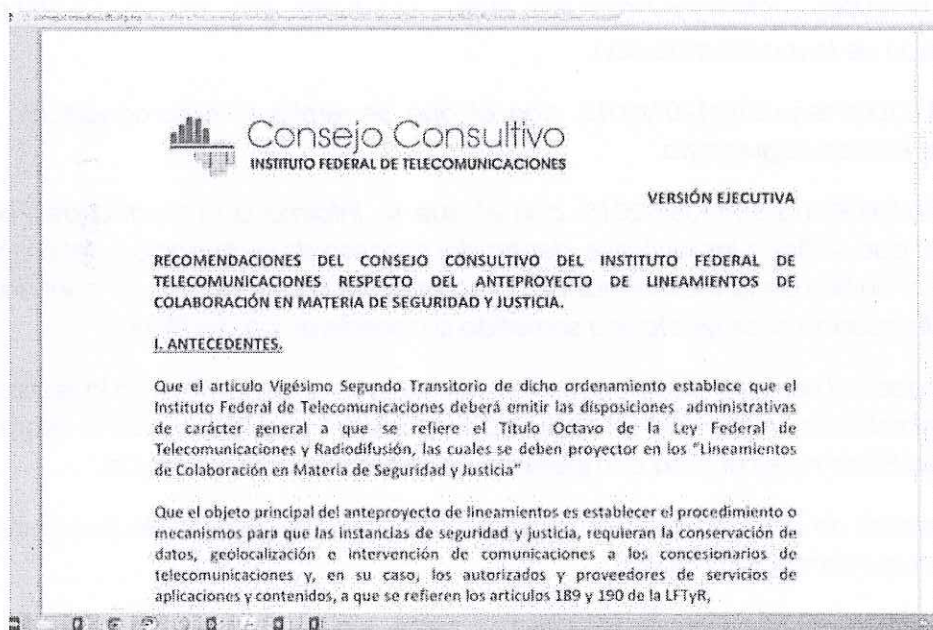 Consejo Consultivo
INSTITUTO FEDERAL DE TELECOMUNICACIONES
VERSIÓN EJECUTIVA
RECOMENDACIONES DEL CONSEJO CONSULTIVO DEL INSTITUTO FEDERAL DE
TELECOMUNICACIONES RESPECTO DEL ANTEPROYECTO DE LINEAMIENTOS DE
COLABORACIÓN EN MATERIA DE SEGURIDAD Y JUSTICIA.
I. ANTECEDENTES.
Que el artículo Vigésimo Segundo Transitorio de dicho ordenamiento establece que el
Instituto Federal de Telecomunicaciones deberá emitir las disposiciones administrativas
de carácter general a que se refiere el Título Octavo de la Ley Federal de
Telecomunicaciones y Radiodifusión, las cuales se deben proyector en los "Lineamientos
de Colaboración en Materia de Seguridad y Justicia"
Que el objeto principal del anteproyecto de lineamientos es establecer el procedimiento o
mecanismos para que las instancias de seguridad y justicia, requieran la conservación de
datos, geolocalización e intervención de comunicaciones a los concesionarios de
telecomunicaciones y, en su caso, los autorizados y proveedores de servicios de
aplicaciones y contenidos, a que se refieren los artículos 189 y 190 de la LFTyR,